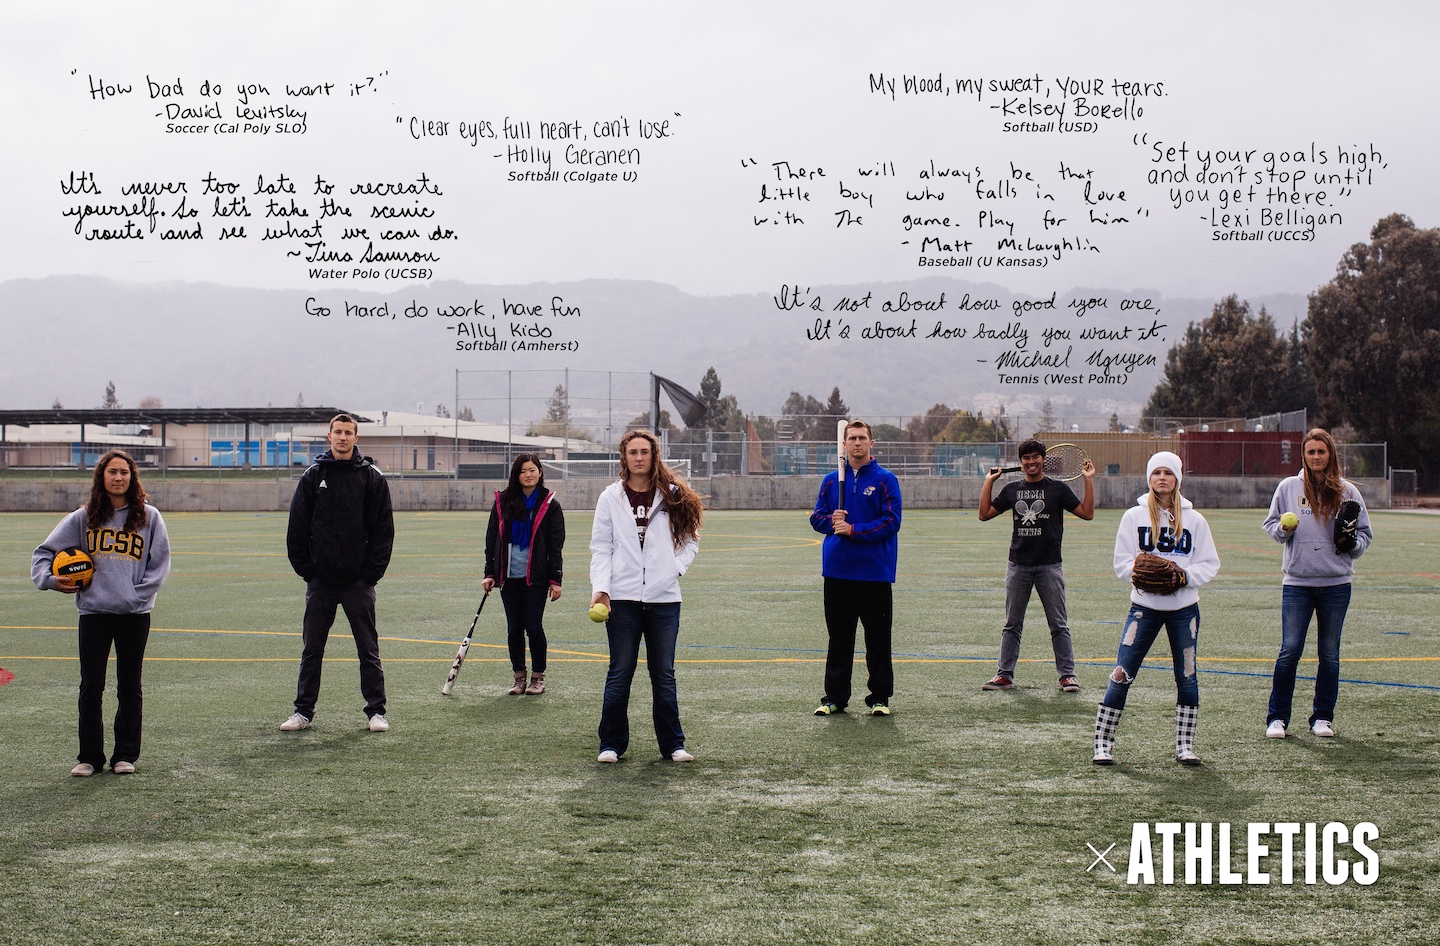 "How bad do you want it?"
-David Levitsky
Soccer (Cal Poly SLO)
"Clear eyes, full heart, can't lose."
-Holly Geranen
Softball (Colgate U)
It's never too late to recreate
yourself. So let's take the scenic
route and see what we can do.
~Tina Samson
Water Polo (UCSB)
Go hard, do work, have fun
-Ally Kido
Softball (Amherst)
My blood, my sweat, YOUR tears.
-Kelsey Borello
Softball (USD)
"There will always be that
little boy who falls in love
with The game. Play for him"
- Matt McLaughlin
Baseball (U Kansas)
"Set your goals high,
and don't stop until
you get there."
-Lexi Belligan
Softball (UCCS)
It's not about how good you are,
It's about how badly you want it.
- Michael Nguyen
Tennis (West Point)
UCSB
USMA
TENNIS
USD
× ATHLETICS